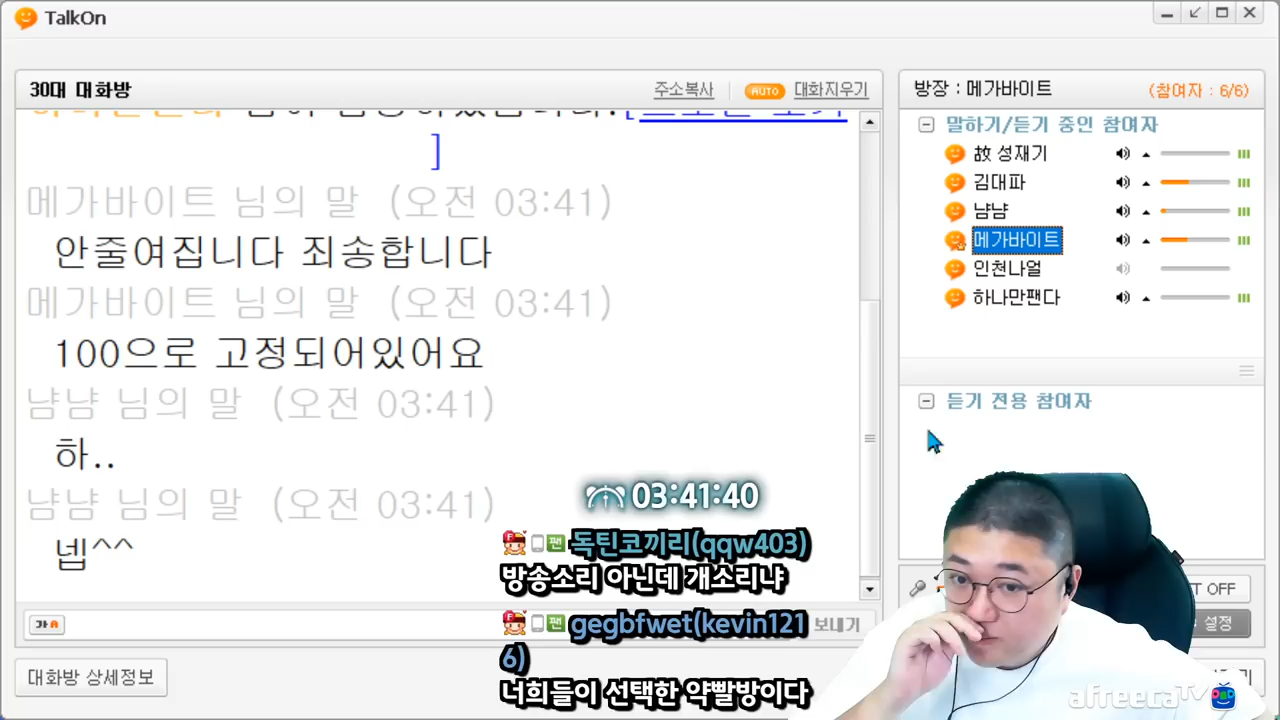 TalkOn
30대 대화방
주소복사
AUTO
대화지우기
]
메가바이트 님의 말 (오전 03:41)
안줄여집니다 죄송합니다
메가바이트 님의 말 (오전 03:41)
100으로 고정되어있어요
냠냠 님의 말 (오전 03:41)
하..
냠냠 님의 말 (오전 03:41)
넵^^
가A
보내기
대화방 상세정보
방장 : 메가바이트
(참여자 : 6/6)
말하기/듣기 중인 참여자
故 성재기
김대파
냠냠
메가바이트
인천나얼
하나만팬다
듣기 전용 참여자
OFF
설정
03:41:40
팬 독틴코끼리(qqw403)
방송소리 아닌데 개소리냐
팬 gegbfwet(kevin121
6)
너희들이 선택한 약빨방이다
afreecaTV